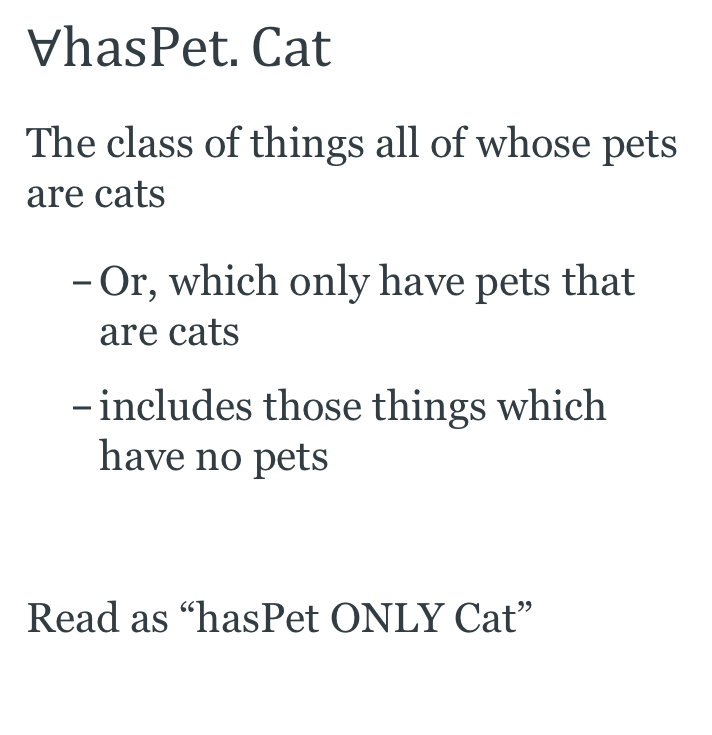 ∀hasPet. Cat
The class of things all of whose pets
are cats
– Or, which only have pets that
are cats
– includes those things which
have no pets
Read as “hasPet ONLY Cat”